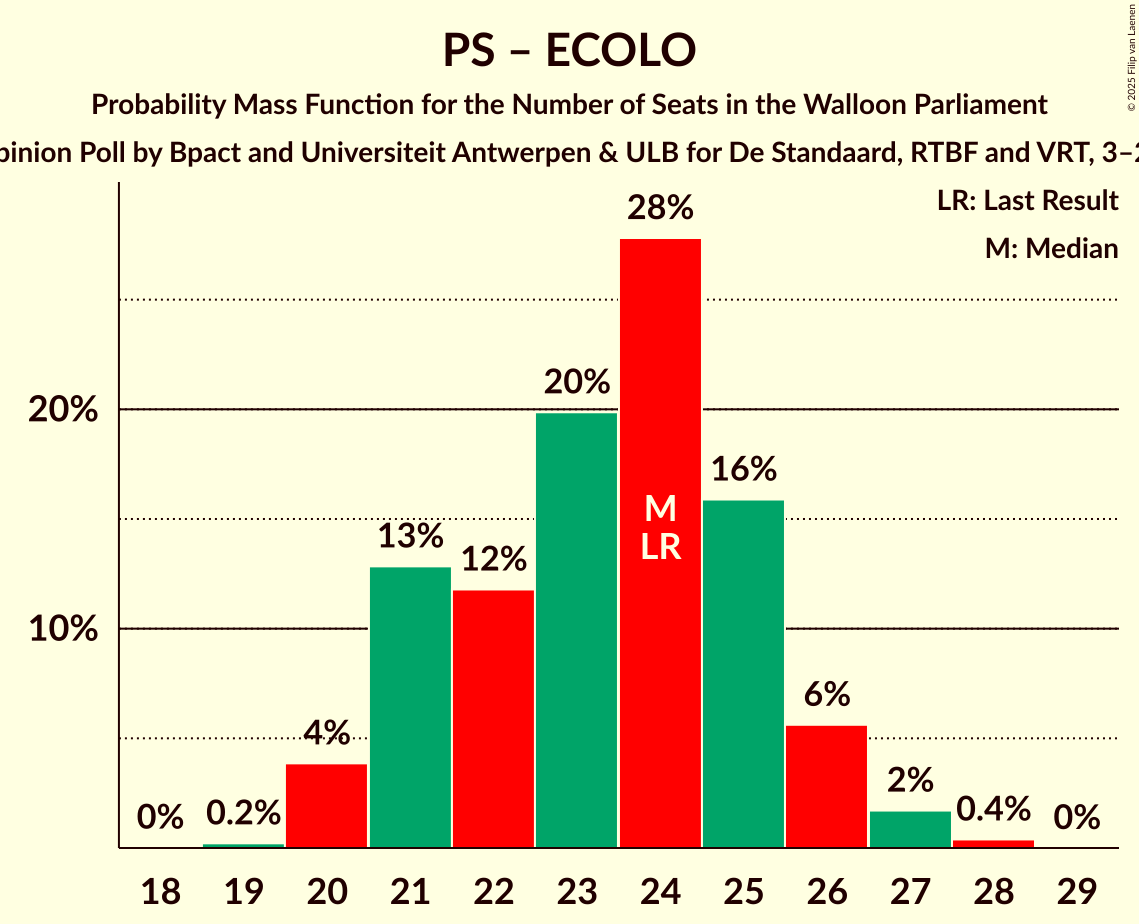 PS – ECOLO
Probability Mass Function for the Number of Seats in the Walloon Parliament
Poll by Bpact and Universiteit Antwerpen & ULB for De Standaard, RTBF and VRT,
© 2025 Filip van Laenen
LR: Last Result
M: Median
28%
20%
16%
13%
12%
6%
4%
2%
0%
0.2%
0.4%
0%
M
LR
20%
10%
18 19 20 21 22 23 24 25 26 27 28 29